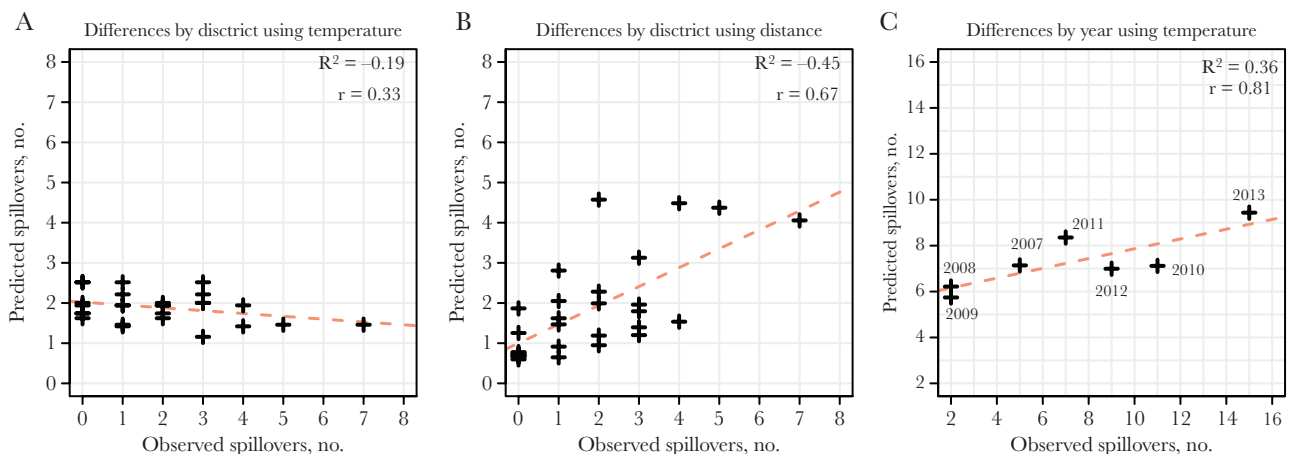 A
Differences by disctrict using temperature
R² = –0.19
r = 0.33
8
7
6
5
4
3
2
1
0
Predicted spillovers, no.
0 1 2 3 4 5 6 7 8
Observed spillovers, no.
B
Differences by disctrict using distance
R² = –0.45
r = 0.67
8
7
6
5
4
3
2
1
0
Predicted spillovers, no.
0 1 2 3 4 5 6 7 8
Observed spillovers, no.
C
Differences by year using temperature
R² = 0.36
r = 0.81
16
14
12
10
8
6
4
2
Predicted spillovers, no.
2013
2011
2007
2008
2010
2012
2009
2 4 6 8 10 12 14 16
Observed spillovers, no.